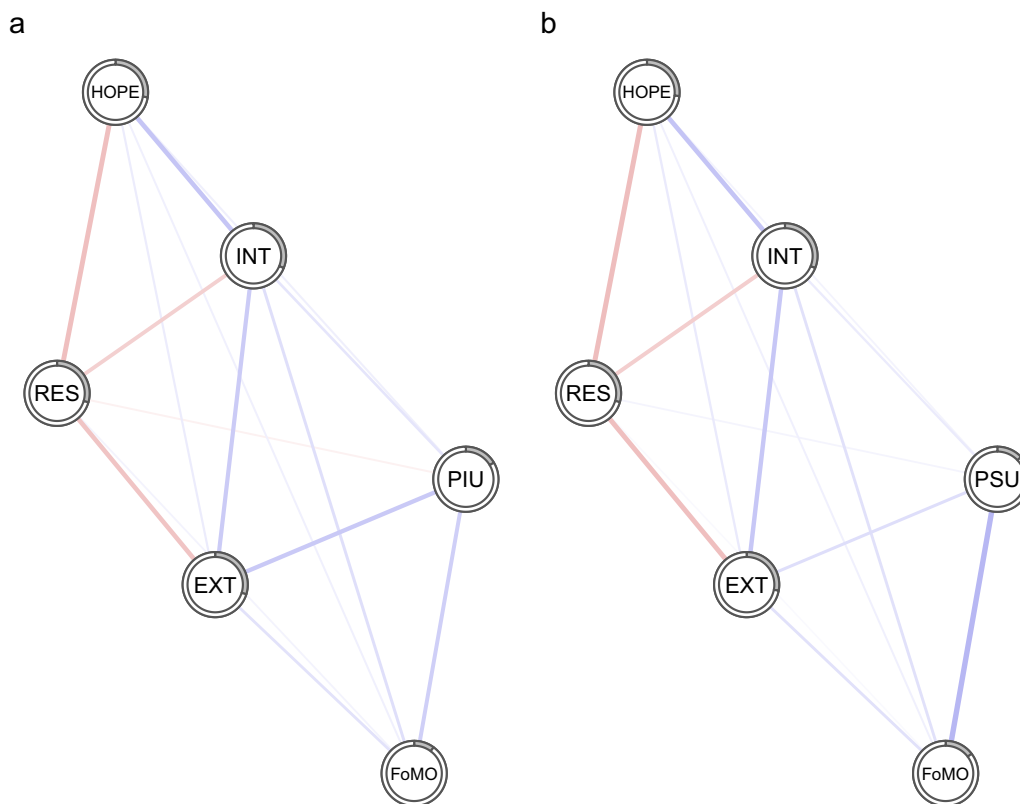 a
HOPE
INT
RES
PIU
EXT
FoMO
b
HOPE
INT
RES
PSU
EXT
FoMO